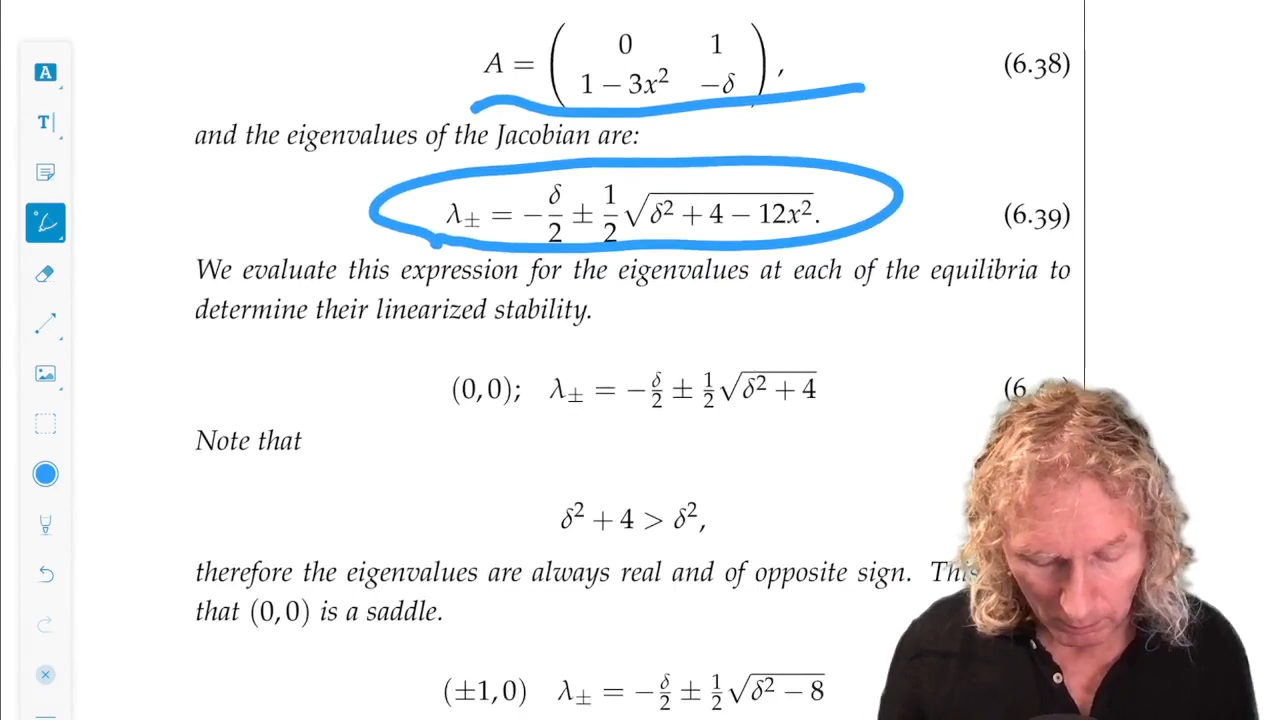 A = ( 0 1
1 − 3x² −δ ), (6.38)
and the eigenvalues of the Jacobian are:
λ± = −δ/2 ± 1/2 √(δ² + 4 − 12x²). (6.39)
We evaluate this expression for the eigenvalues at each of the equilibria to
determine their linearized stability.
(0, 0); λ± = −δ/2 ± 1/2 √(δ² + 4) (6.
Note that
δ² + 4 > δ²,
therefore the eigenvalues are always real and of opposite sign.
that (0, 0) is a saddle.
(±1, 0) λ± = −δ/2 ± 1/2 √(δ² − 8)
A
T